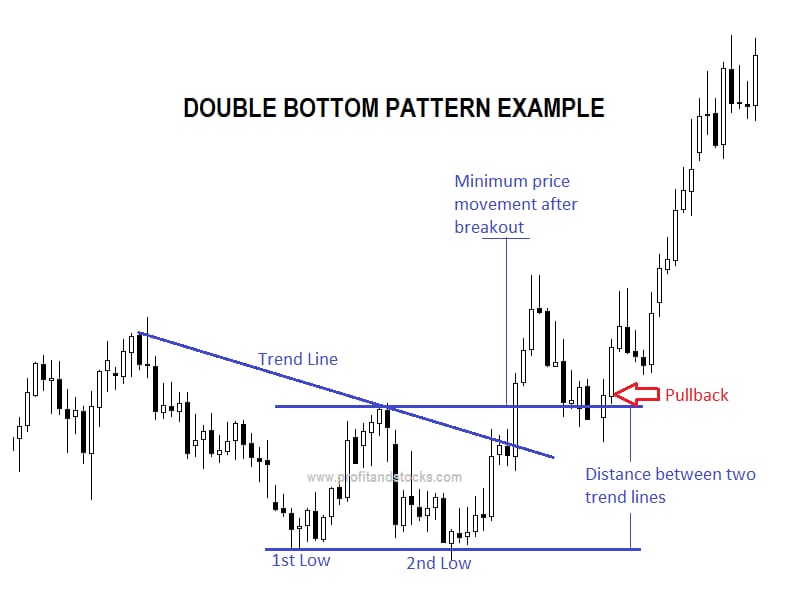 DOUBLE BOTTOM PATTERN EXAMPLE
Minimum price
movement after
breakout
Trend Line
Pullback
www.profitandstocks.com
Distance between two
trend lines
1st Low
2nd Low